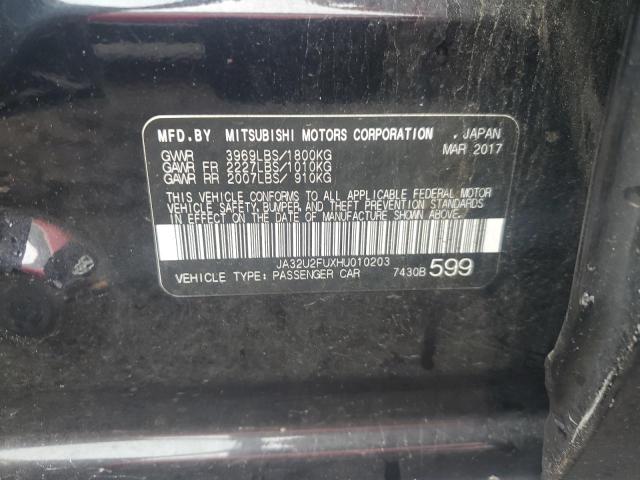 MFD.BY MITSUBISHI MOTORS CORPORATION . JAPAN
GVWR 3969LBS/1800KG MAR 2017
GAWR FR 2227LBS/1010KG
GAWR RR 2007LBS/ 910KG
THIS VEHICLE CONFORMS TO ALL APPLICABLE FEDERAL MOTOR
VEHICLE SAFETY, BUMPER, AND THEFT PREVENTION STANDARDS
IN EFFECT ON THE DATE OF MANUFACTURE SHOWN ABOVE.
JA32U2FUXHU010203
VEHICLE TYPE: PASSENGER CAR 7430B 599